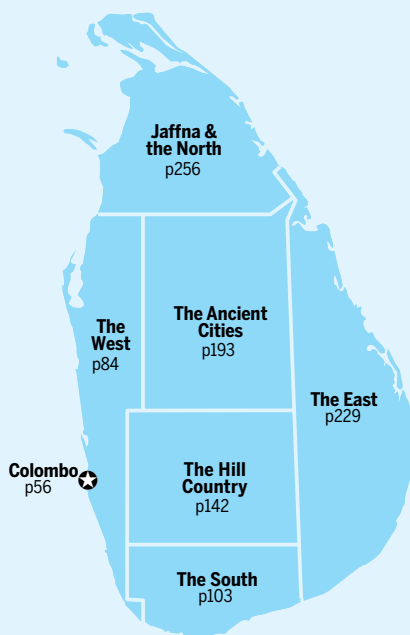 Jaffna &
the North
p256
The
West
p84
The Ancient
Cities
p193
The East
p229
Colombo
p56
The Hill
Country
p142
The South
p103